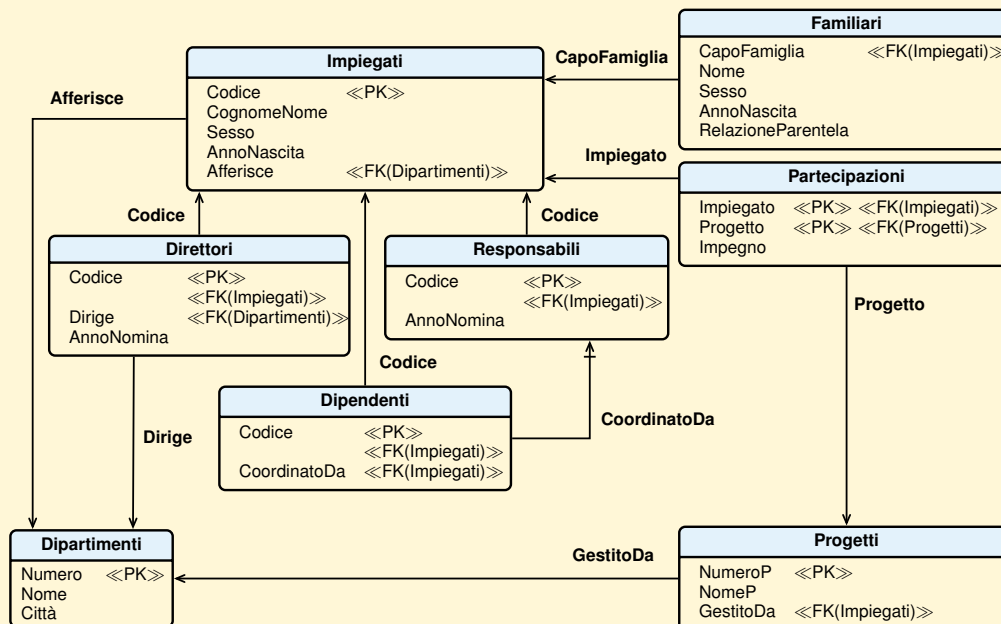 Familiari
CapoFamiglia ≪FK(Impiegati)≫
Nome
Sesso
AnnoNascita
RelazioneParentela
Impiegati
Codice ≪PK≫
CognomeNome
Sesso
AnnoNascita
Afferisce ≪FK(Dipartimenti)≫
CapoFamiglia
Afferisce
Impiegato
Partecipazioni
Impiegato ≪PK≫ ≪FK(Impiegati)≫
Progetto ≪PK≫ ≪FK(Progetti)≫
Impegno
Codice
Codice
Direttori
Codice ≪PK≫
≪FK(Impiegati)≫
Dirige ≪FK(Dipartimenti)≫
AnnoNomina
Responsabili
Codice ≪PK≫
≪FK(Impiegati)≫
AnnoNomina
Progetto
Codice
Dipendenti
Codice ≪PK≫
≪FK(Impiegati)≫
CoordinatoDa ≪FK(Impiegati)≫
CoordinatoDa
Dirige
Dipartimenti
Numero ≪PK≫
Nome
Città
GestitoDa
Progetti
NumeroP ≪PK≫
NomeP
GestitoDa ≪FK(Impiegati)≫